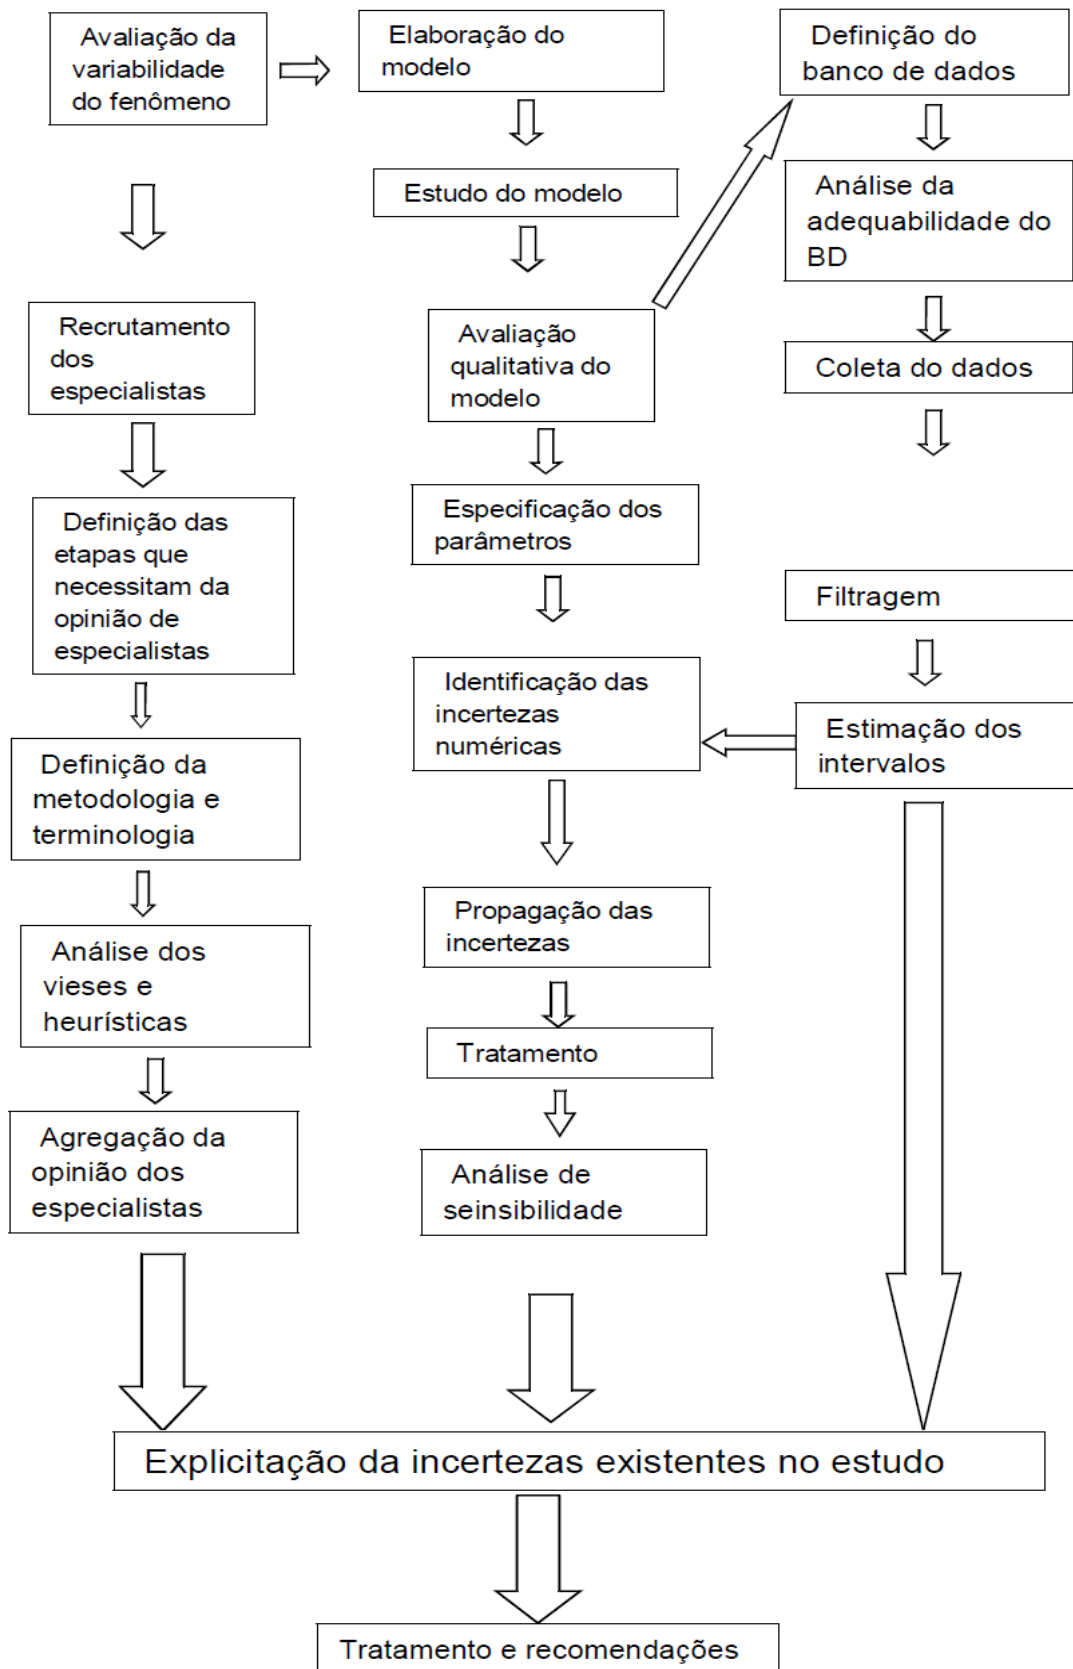 Avaliação da
variabilidade
do fenômeno
Recrutamento
dos
especialistas
Definição das
etapas que
necessitam da
opinião de
especialistas
Definição da
metodologia e
terminologia
Análise dos
vieses e
heurísticas
Agregação da
opinião dos
especialistas
Elaboração do
modelo
Estudo do modelo
Avaliação
qualitativa do
modelo
Especificação dos
parâmetros
Identificação das
incertezas
numéricas
Propagação das
incertezas
Tratamento
Análise de
seinsibilidade
Definição do
banco de dados
Análise da
adequabilidade do
BD
Coleta do dados
Filtragem
Estimação dos
intervalos
Explicitação da incertezas existentes no estudo
Tratamento e recomendações